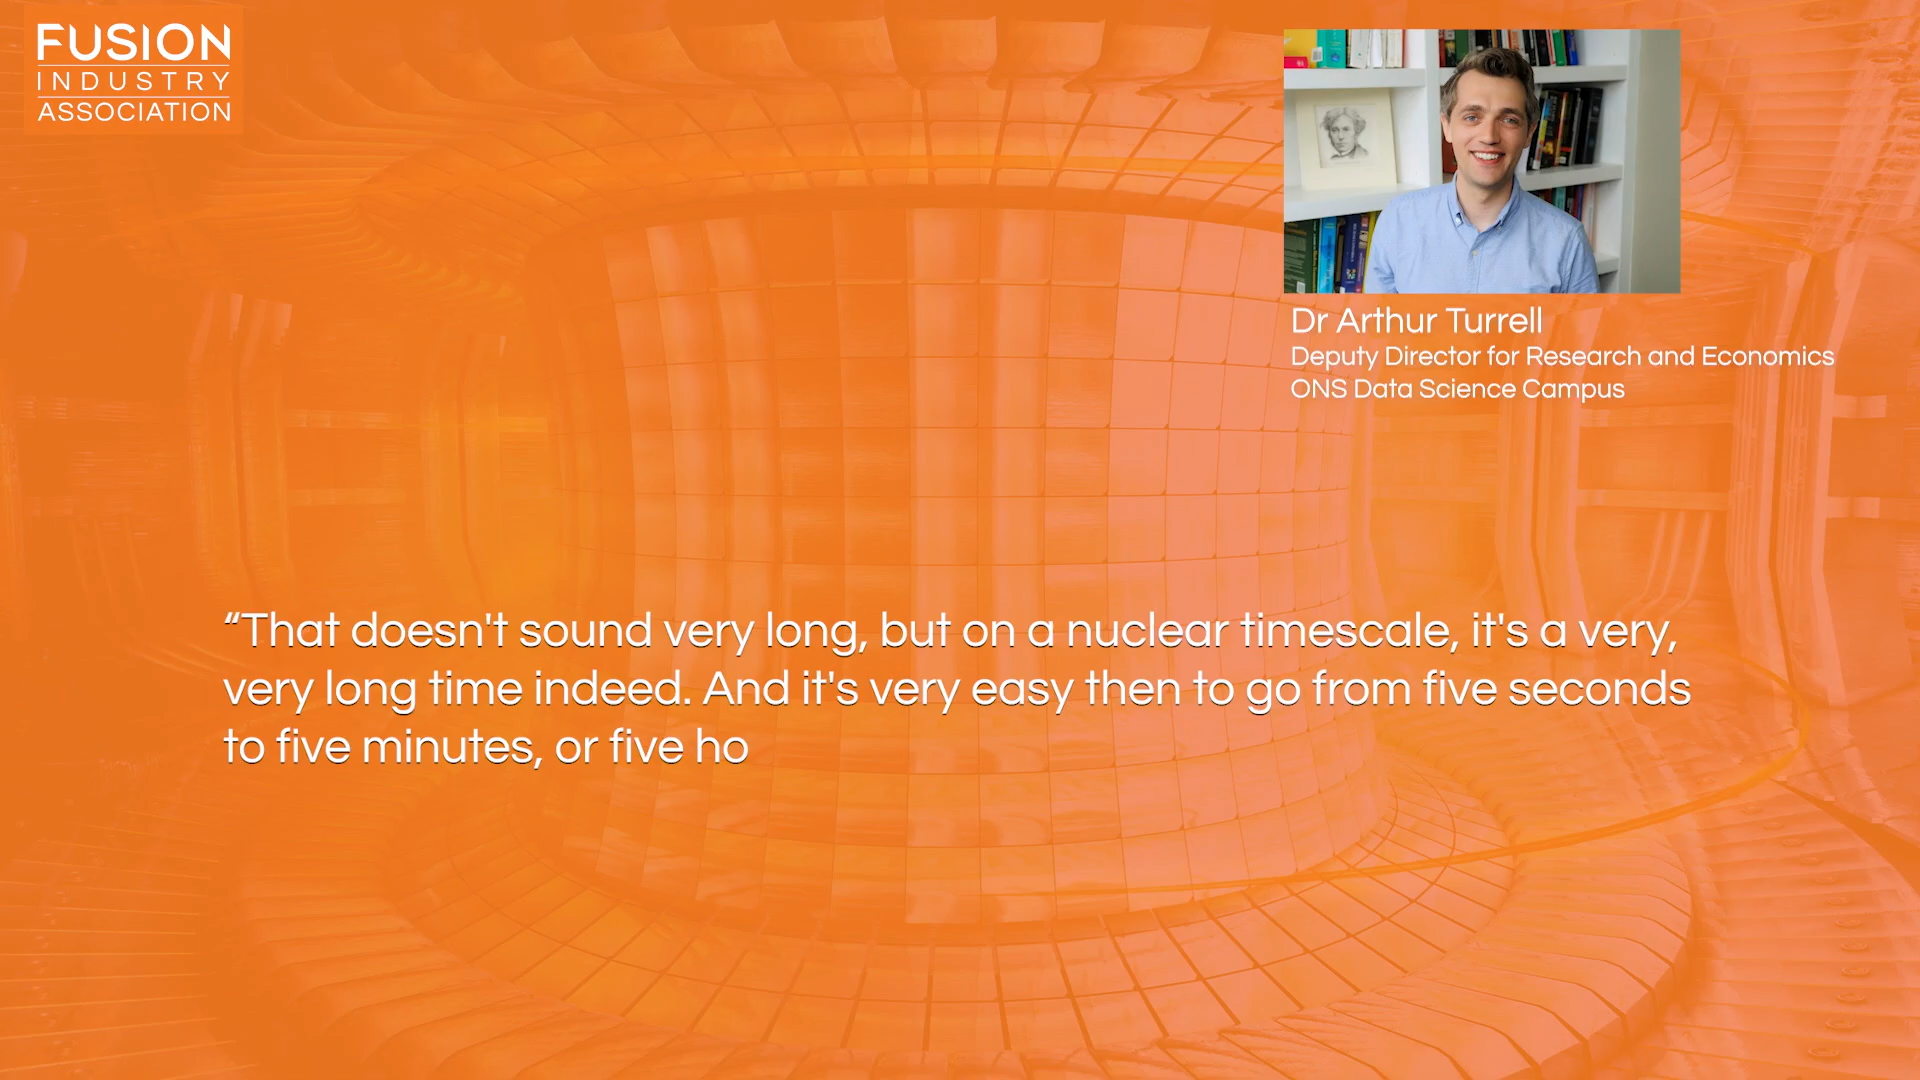 FUSION
INDUSTRY
ASSOCIATION
Dr Arthur Turrell
Deputy Director for Research and Economics
ONS Data Science Campus
“That doesn't sound very long, but on a nuclear timescale, it's a very,
very long time indeed. And it's very easy then to go from five seconds
to five minutes, or five ho